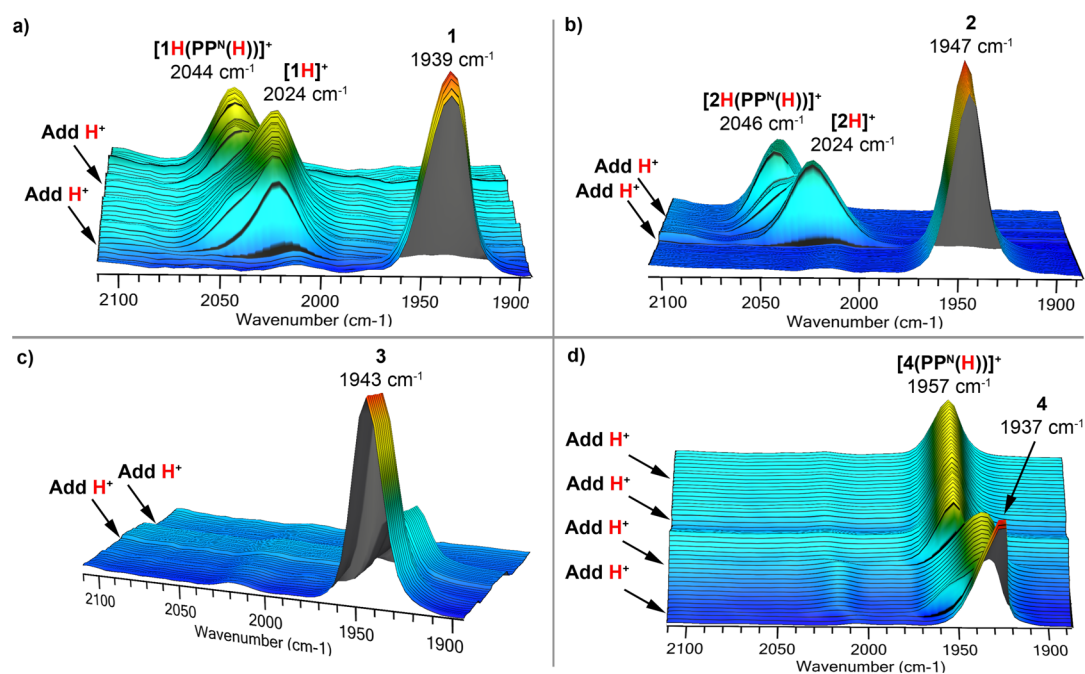 a)
[1H(PPᴺ(H))]⁺
2044 cm⁻¹
[1H]⁺
2024 cm⁻¹
1
1939 cm⁻¹
Add H⁺
Add H⁺
2100 2050 2000 1950 1900
Wavenumber (cm-1)
b)
[2H(PPᴺ(H))]⁺
2046 cm⁻¹
[2H]⁺
2024 cm⁻¹
2
1947 cm⁻¹
Add H⁺
Add H⁺
2100 2050 2000 1950 1900
Wavenumber (cm-1)
c)
3
1943 cm⁻¹
Add H⁺
Add H⁺
2100 2050 2000 1950 1900
Wavenumber (cm-1)
d)
[4(PPᴺ(H))]⁺
1957 cm⁻¹
4
1937 cm⁻¹
Add H⁺
Add H⁺
Add H⁺
Add H⁺
2100 2050 2000 1950 1900
Wavenumber (cm-1)